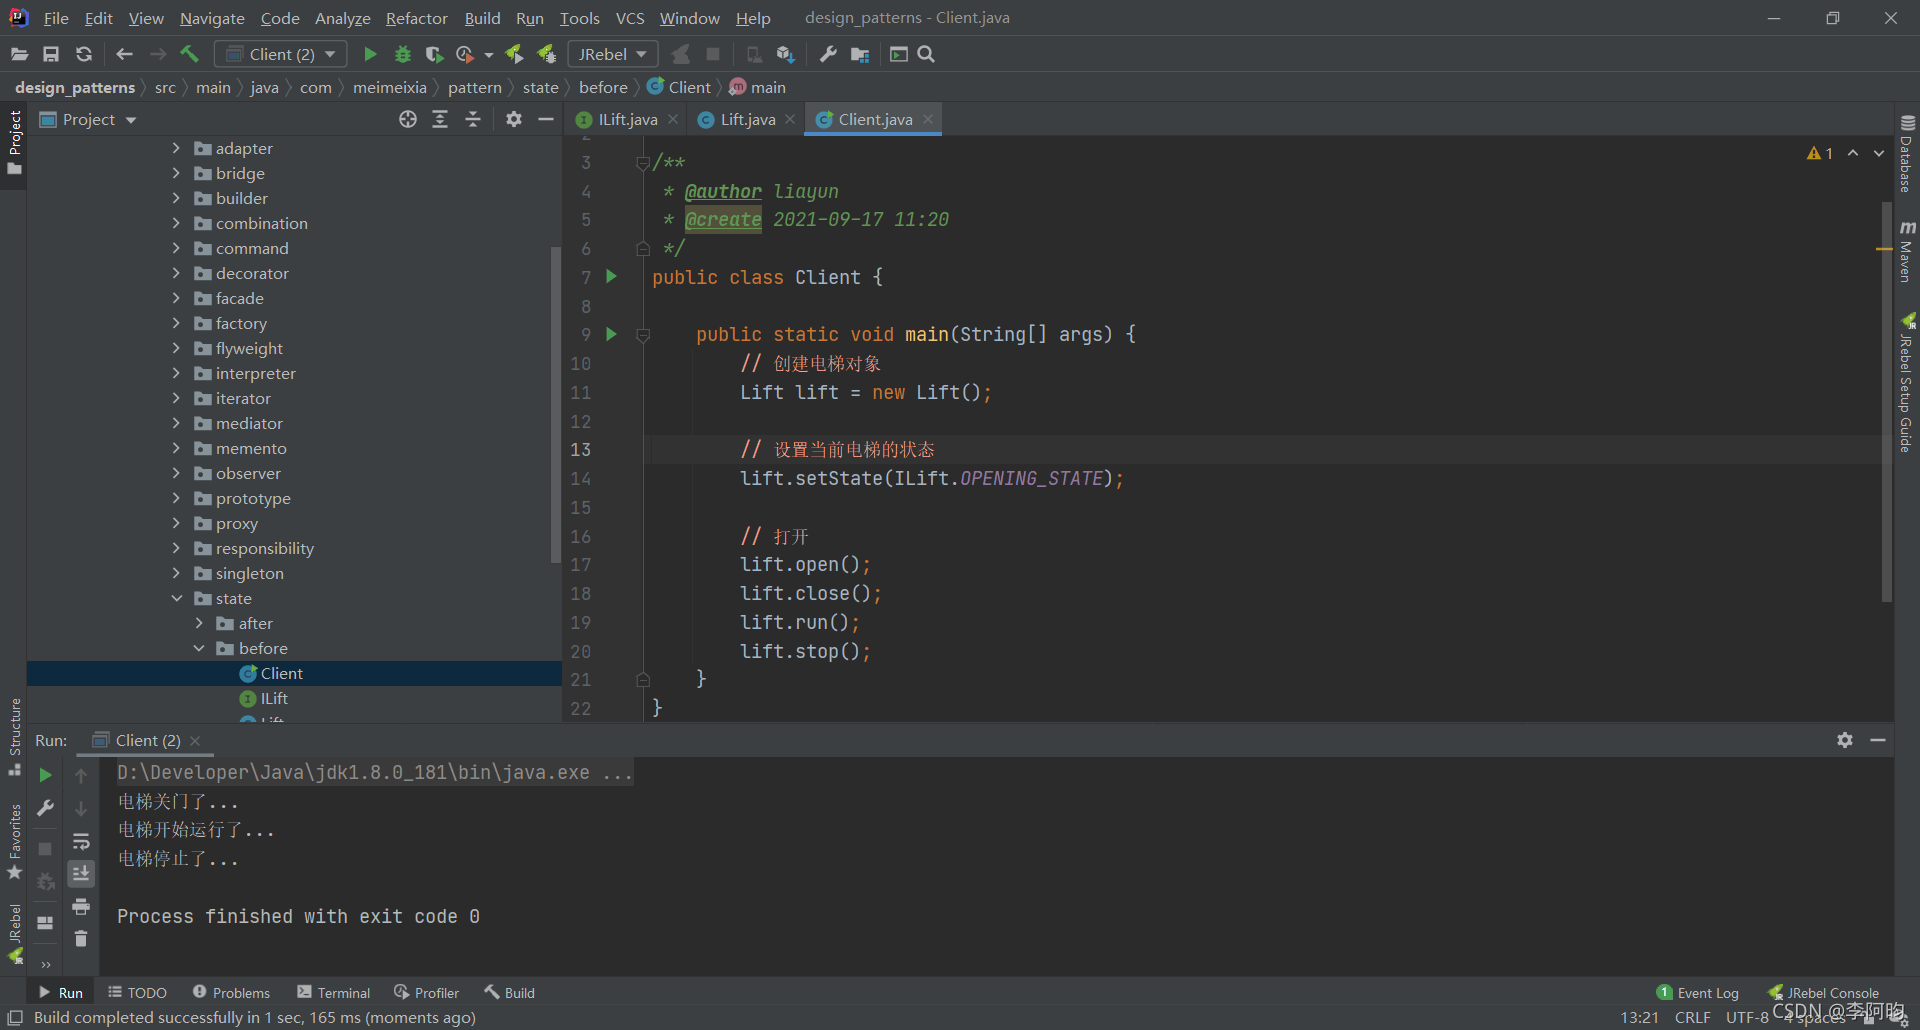 File Edit View Navigate Code Analyze Refactor Build Run Tools VCS Window Help design_patterns - Client.java
Client (2) JRebel
design_patterns src main java com meimeixia pattern state before Client main
Project
Project
ILift.java Lift.java Client.java
adapter
bridge
builder
combination
command
decorator
facade
factory
flyweight
interpreter
iterator
mediator
memento
observer
prototype
proxy
responsibility
singleton
state
after
before
Client
ILift
Lift
3 /**
4 * @author liayun
5 * @create 2021-09-17 11:20
6 */
7 public class Client {
8
9 public static void main(String[] args) {
10 // 创建电梯对象
11 Lift lift = new Lift();
12
13 // 设置当前电梯的状态
14 lift.setState(ILift.OPENING_STATE);
15
16 // 打开
17 lift.open();
18 lift.close();
19 lift.run();
20 lift.stop();
21 }
22 }
1
Database
Maven
JRebel Setup Guide
Structure
Favorites
JRebel
Run: Client (2)
D:\Developer\Java\jdk1.8.0_181\bin\java.exe ...
电梯关门了...
电梯开始运行了...
电梯停止了...
Process finished with exit code 0
Run TODO Problems Terminal Profiler Build 1 Event Log JRebel Console
Build completed successfully in 1 sec, 165 ms (moments ago) 13:21 CRLF UTF-8 4 spaces
CSDN @李阿昀